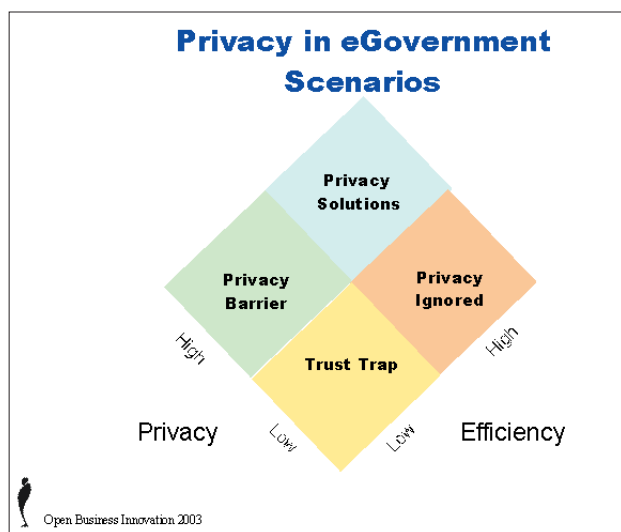 Privacy in eGovernment
Scenarios
Privacy
Solutions
Privacy
Barrier
Privacy
Ignored
Trust Trap
High
High
Privacy
Low
Low
Efficiency
Open Business Innovation 2003